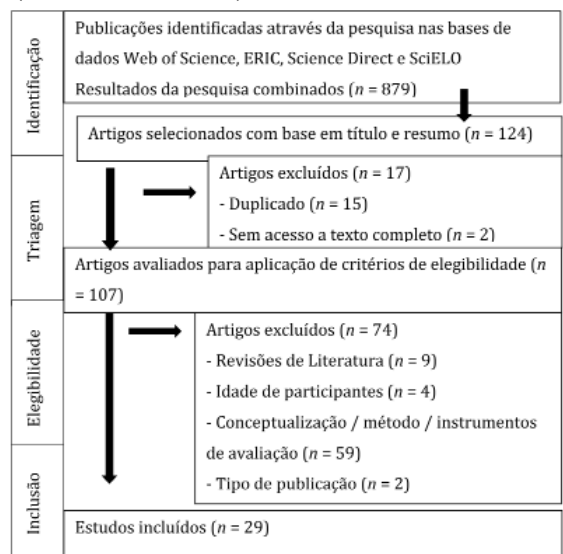 Identificação
Publicações identificadas através da pesquisa nas bases de
dados Web of Science, ERIC, Science Direct e SciELO
Resultados da pesquisa combinados (n = 879)
Artigos selecionados com base em título e resumo (n = 124)
Triagem
Artigos excluídos (n = 17)
- Duplicado (n = 15)
- Sem acesso a texto completo (n = 2)
Artigos avaliados para aplicação de critérios de elegibilidade (n
= 107)
Elegibilidade
Artigos excluídos (n = 74)
- Revisões de Literatura (n = 9)
- Idade de participantes (n = 4)
- Conceptualização / método / instrumentos
de avaliação (n = 59)
- Tipo de publicação (n = 2)
Inclusão
Estudos incluídos (n = 29)